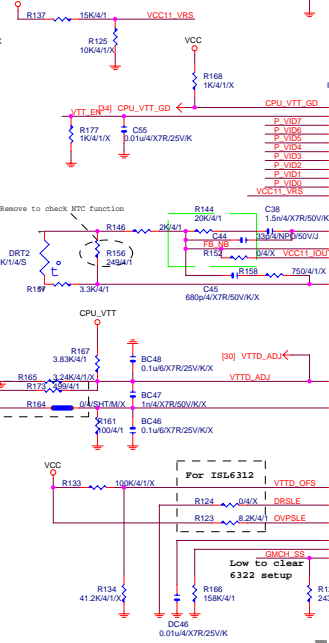 R137
15K/4/1
VCC11_VRS
R125
10K/4/1/X
VCC
R168
1K/4/1/X
VTT_EN
[34] CPU_VTT_GD
CPU_VTT_GD
R177
1K/4/1/X
C55
0.01u/4/X7R/25V/K
P_VID7
P_VID6
P_VID5
P_VID4
P_VID3
P_VID2
P_VID1
P_VID0
VCC11_VRS
Remove to check NTC function
R144
20K/4/1
C38
1.5n/4/X7R/50V/K
R146
2K/4/1
C44
33p/4/NPO/50V/J
FB_NB
DRT2
K/1/4/S
t°
R156
249/4/1
R152
0/4/X
VCC11_IOU
R158
750/4/1/X
R157
3.3K/4/1
C45
680p/4/X7R/50V/K/X
CPU_VTT
R167
3.83K/4/1
BC48
0.1u/6/X7R/25V/K/X
[30] VTTD_ADJ
R165
3.24K/4/1/X
VTTD_ADJ
R173
499/4/1
BC47
1n/4/X7R/50V/K/X
R164
0/4/SHT/M/X
R161
100/4/1
BC46
0.1u/6/X7R/25V/K/X
VCC
For ISL6312
R133
100K/4/1/X
VTTD_OFS
R124
0/4/X
DRSLE
R123
8.2K/4/1
OVPSLE
GMCH_SS
Low to clear
6322 setup
R134
41.2K/4/1/X
R166
158K/4/1
243
DC46
0.01u/4/X7R/25V/K